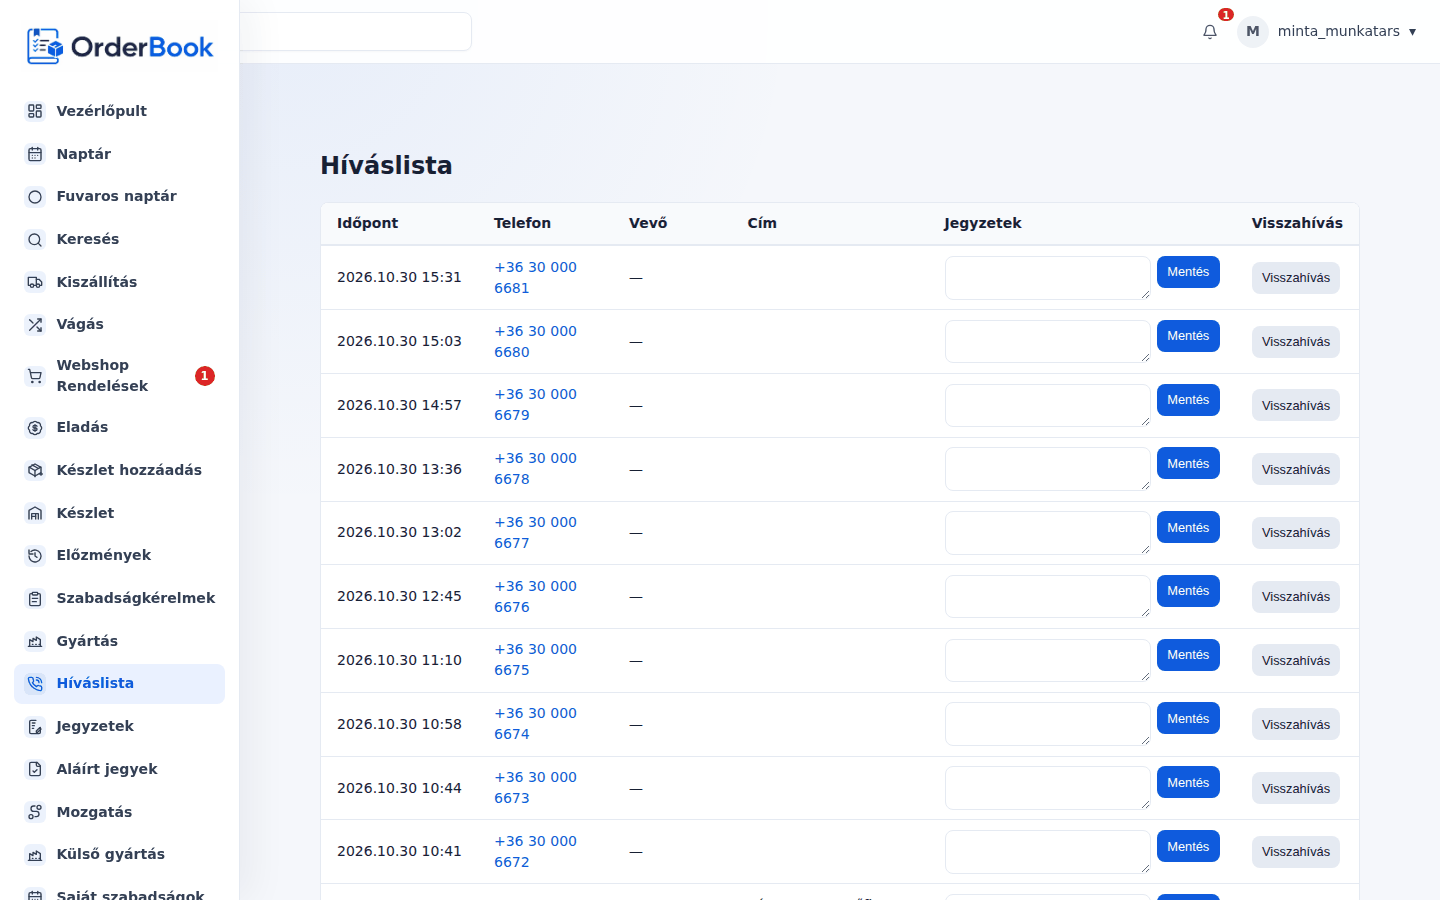 OrderBook
1
M
minta_munkatars ▼
Vezérlőpult
Naptár
Fuvaros naptár
Keresés
Kiszállítás
Vágás
Webshop
Rendelések
1
Eladás
Készlet hozzáadás
Készlet
Előzmények
Szabadságkérelmek
Gyártás
Híváslista
Jegyzetek
Aláírt jegyek
Mozgatás
Külső gyártás
Saját szabadságok
Híváslista
Időpont Telefon Vevő Cím Jegyzetek Visszahívás
2026.10.30 15:31 +36 30 000 — Mentés Visszahívás
6681
2026.10.30 15:03 +36 30 000 — Mentés Visszahívás
6680
2026.10.30 14:57 +36 30 000 — Mentés Visszahívás
6679
2026.10.30 13:36 +36 30 000 — Mentés Visszahívás
6678
2026.10.30 13:02 +36 30 000 — Mentés Visszahívás
6677
2026.10.30 12:45 +36 30 000 — Mentés Visszahívás
6676
2026.10.30 11:10 +36 30 000 — Mentés Visszahívás
6675
2026.10.30 10:58 +36 30 000 — Mentés Visszahívás
6674
2026.10.30 10:44 +36 30 000 — Mentés Visszahívás
6673
2026.10.30 10:41 +36 30 000 — Mentés Visszahívás
6672